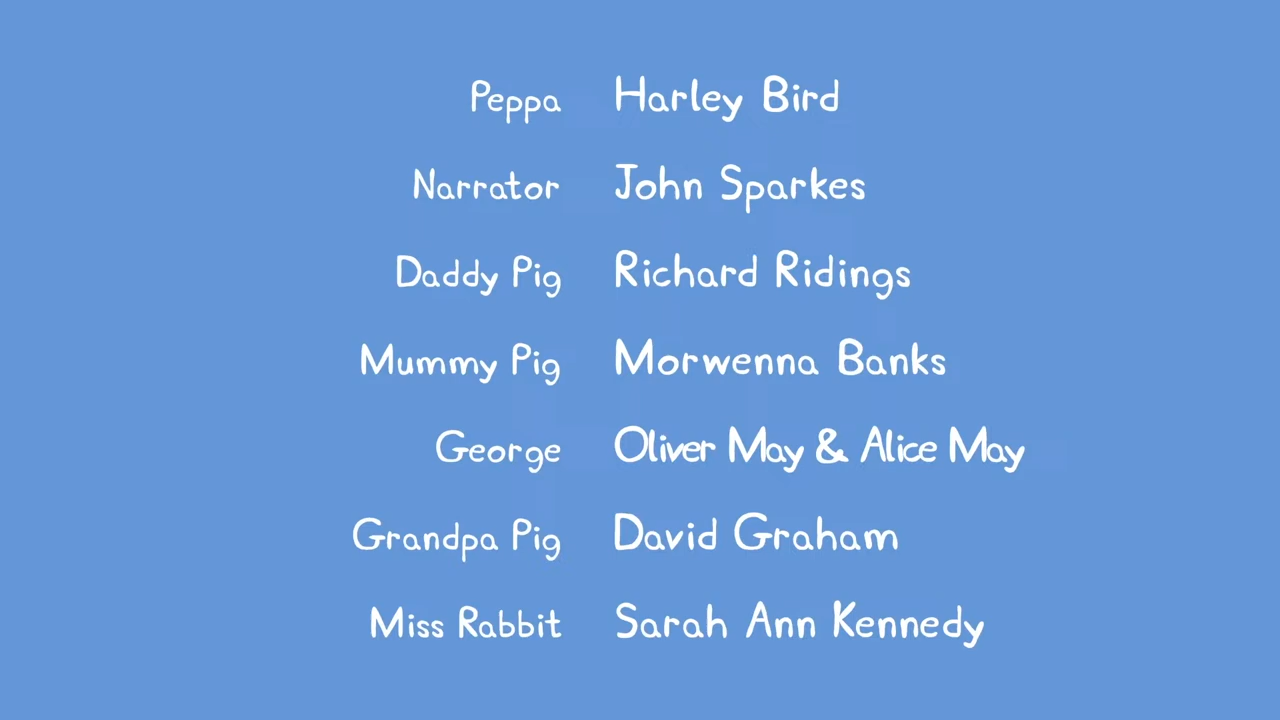 Peppa Harley Bird
Narrator John Sparkes
Daddy Pig Richard Ridings
Mummy Pig Morwenna Banks
George Oliver May & Alice May
Grandpa Pig David Graham
Miss Rabbit Sarah Ann Kennedy